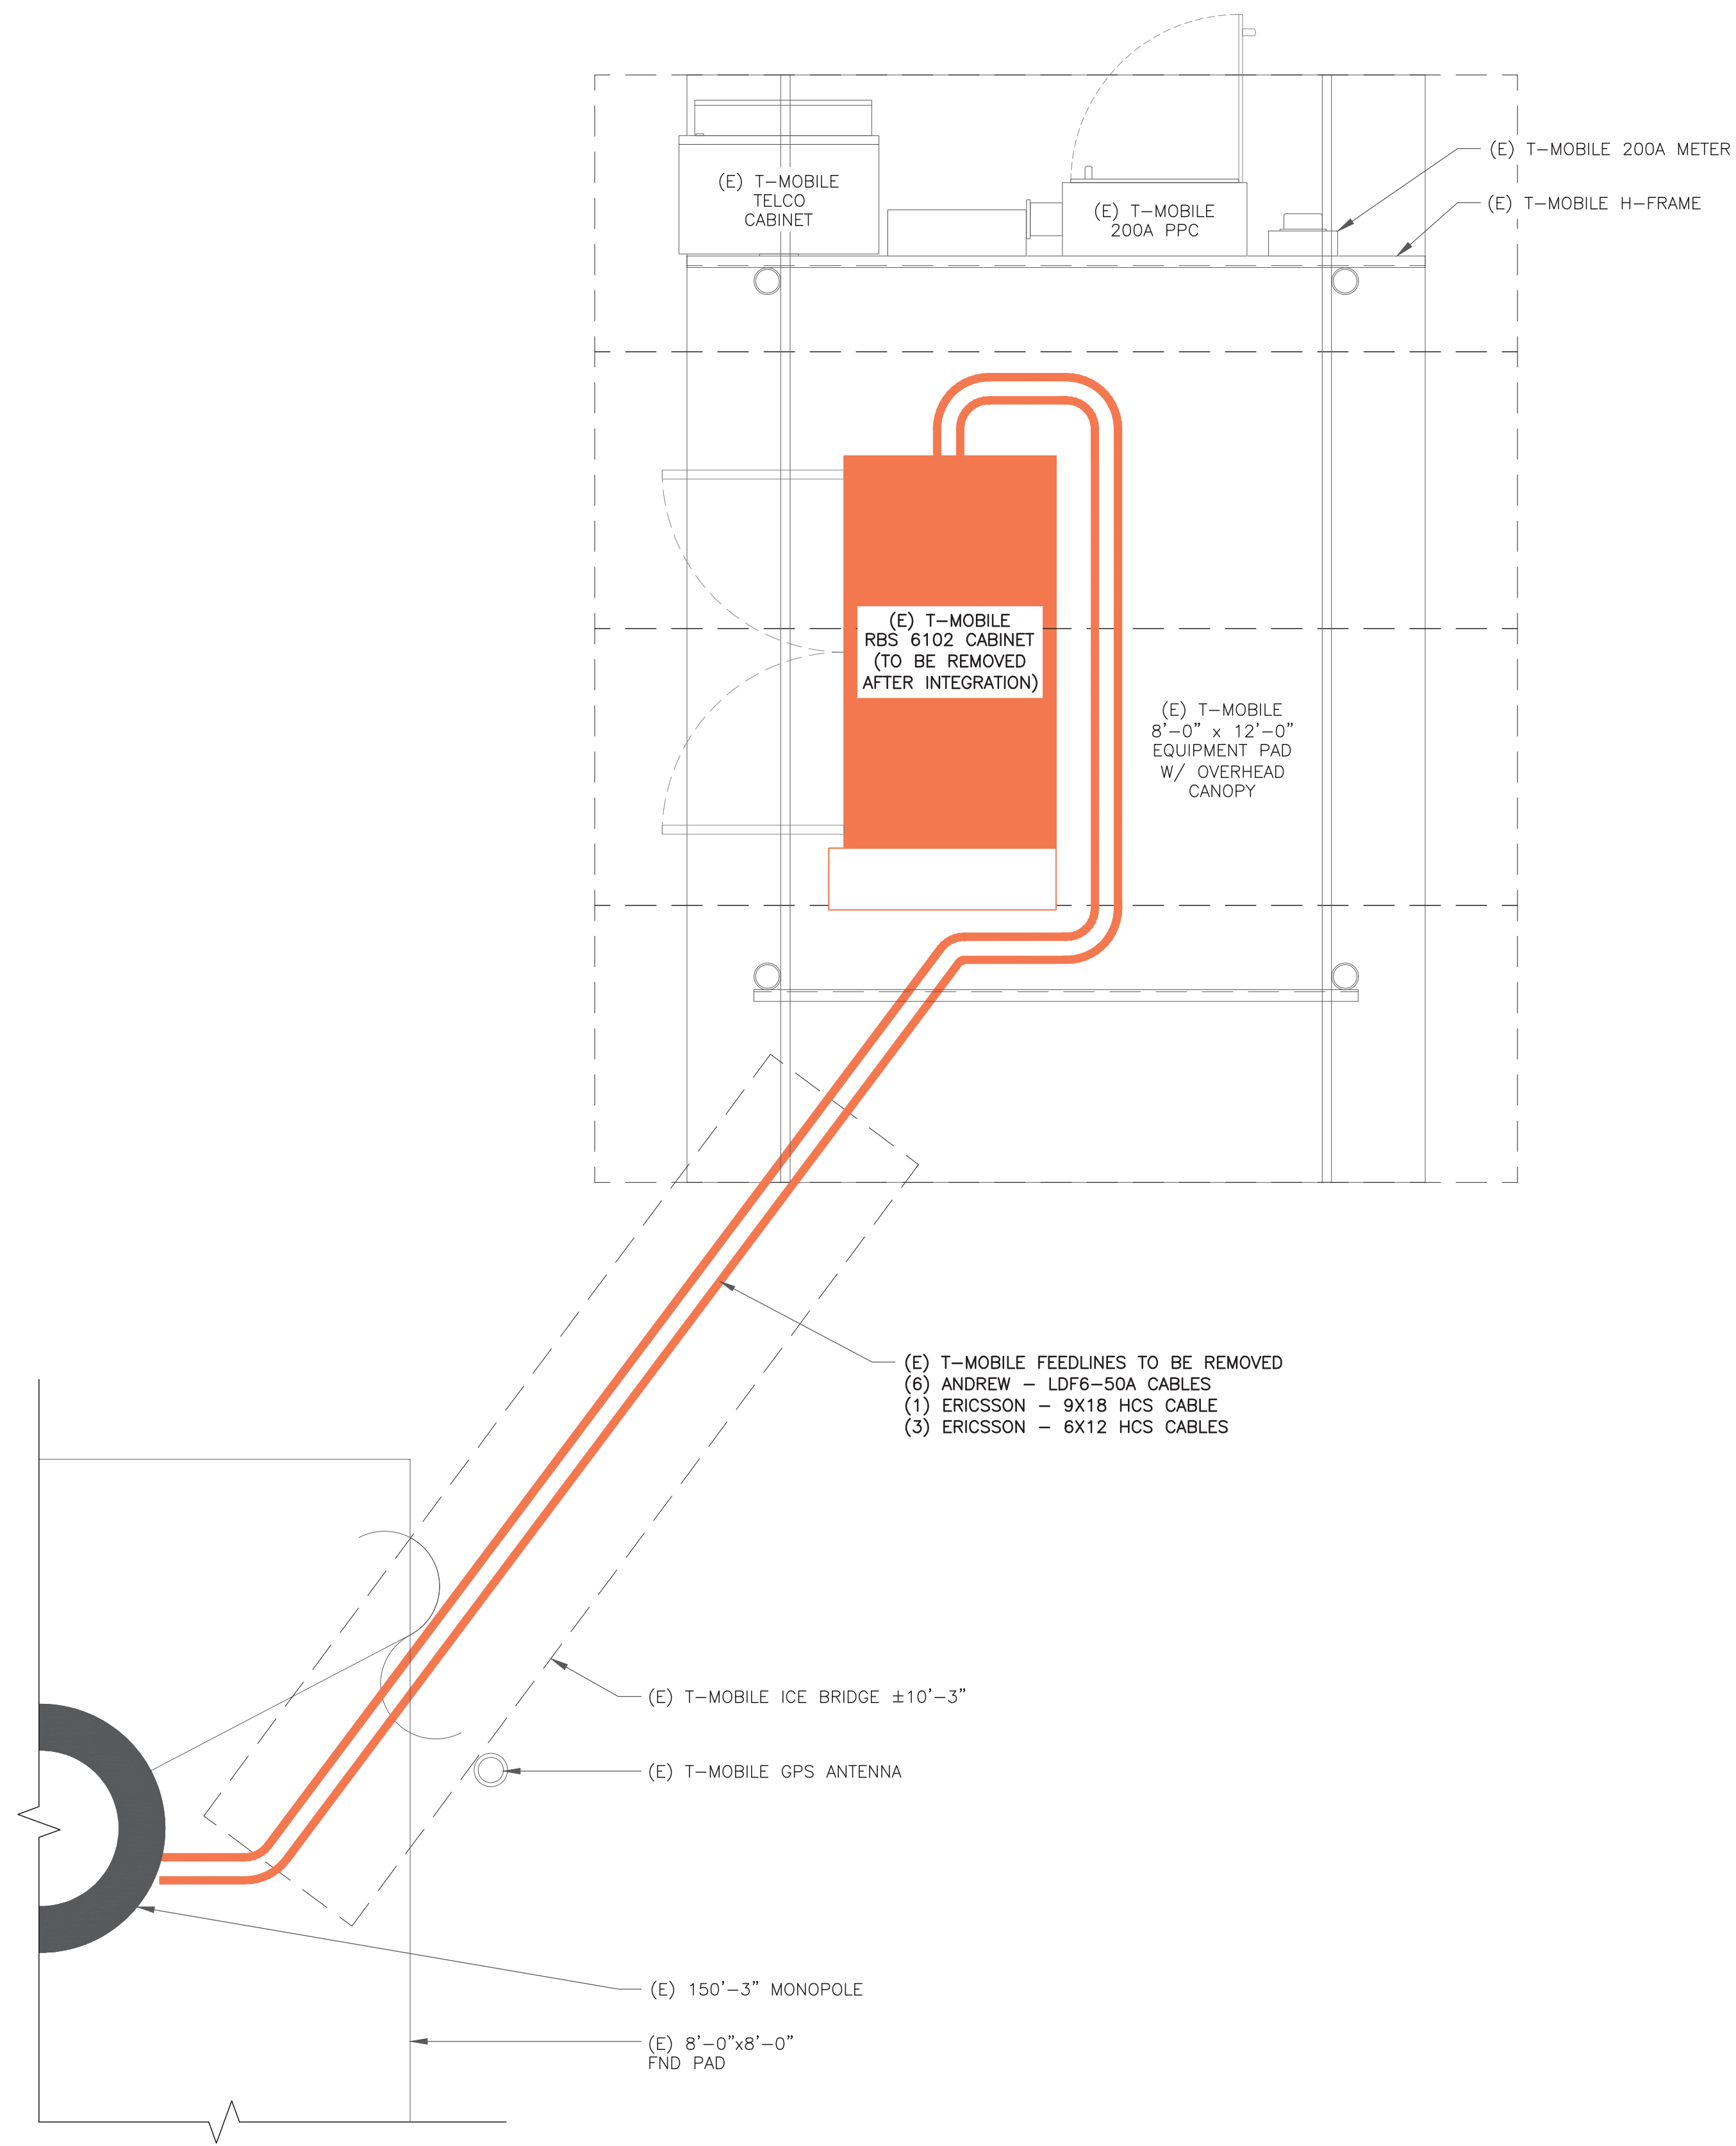 (E) T-MOBILE 200A METER
(E) T-MOBILE H-FRAME
(E) T-MOBILE
TELCO
CABINET
(E) T-MOBILE
200A PPC
(E) T-MOBILE
RBS 6102 CABINET
(TO BE REMOVED
AFTER INTEGRATION)
(E) T-MOBILE
8'-0" x 12'-0"
EQUIPMENT PAD
W/ OVERHEAD
CANOPY
(E) T-MOBILE FEEDLINES TO BE REMOVED
(6) ANDREW - LDF6-50A CABLES
(1) ERICSSON - 9X18 HCS CABLE
(3) ERICSSON - 6X12 HCS CABLES
(E) T-MOBILE ICE BRIDGE ±10'-3"
(E) T-MOBILE GPS ANTENNA
(E) 150'-3" MONOPOLE
(E) 8'-0"x8'-0"
FND PAD